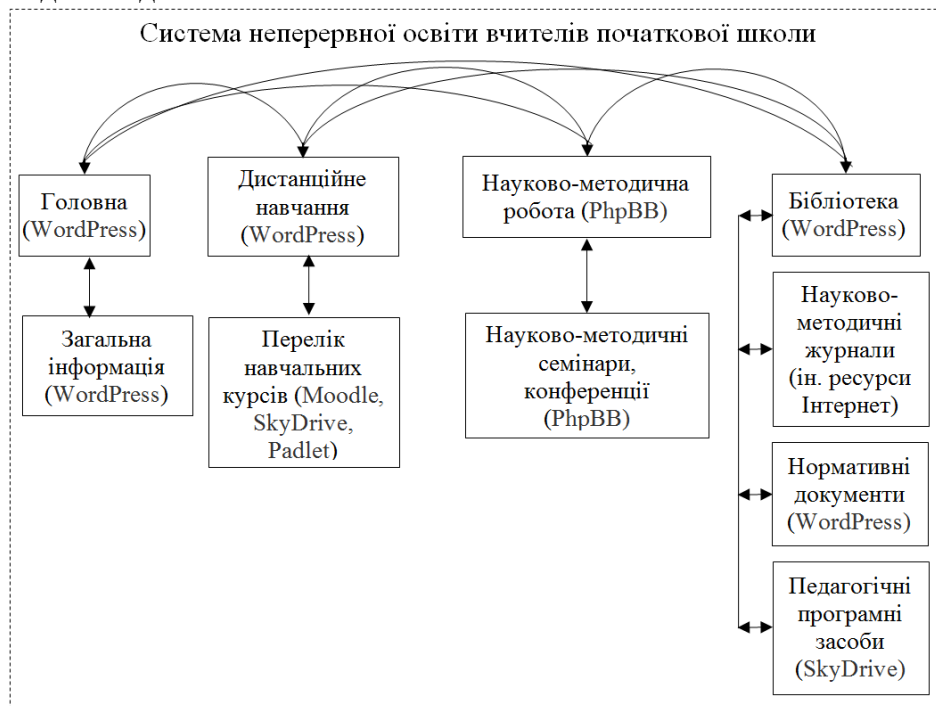 Система неперервної освіти вчителів початкової школи
Головна
(WordPress)
Дистанційне
навчання
(WordPress)
Науково-методична
робота (PhpBB)
Бібліотека
(WordPress)
Загальна
інформація
(WordPress)
Перелік
навчальних
курсів (Moodle,
SkyDrive,
Padlet)
Науково-методичні
семінари,
конференції
(PhpBB)
Науково-
методичні
журнали
(ін. ресурси
Інтернет)
Нормативні
документи
(WordPress)
Педагогічні
програмні
засоби
(SkyDrive)